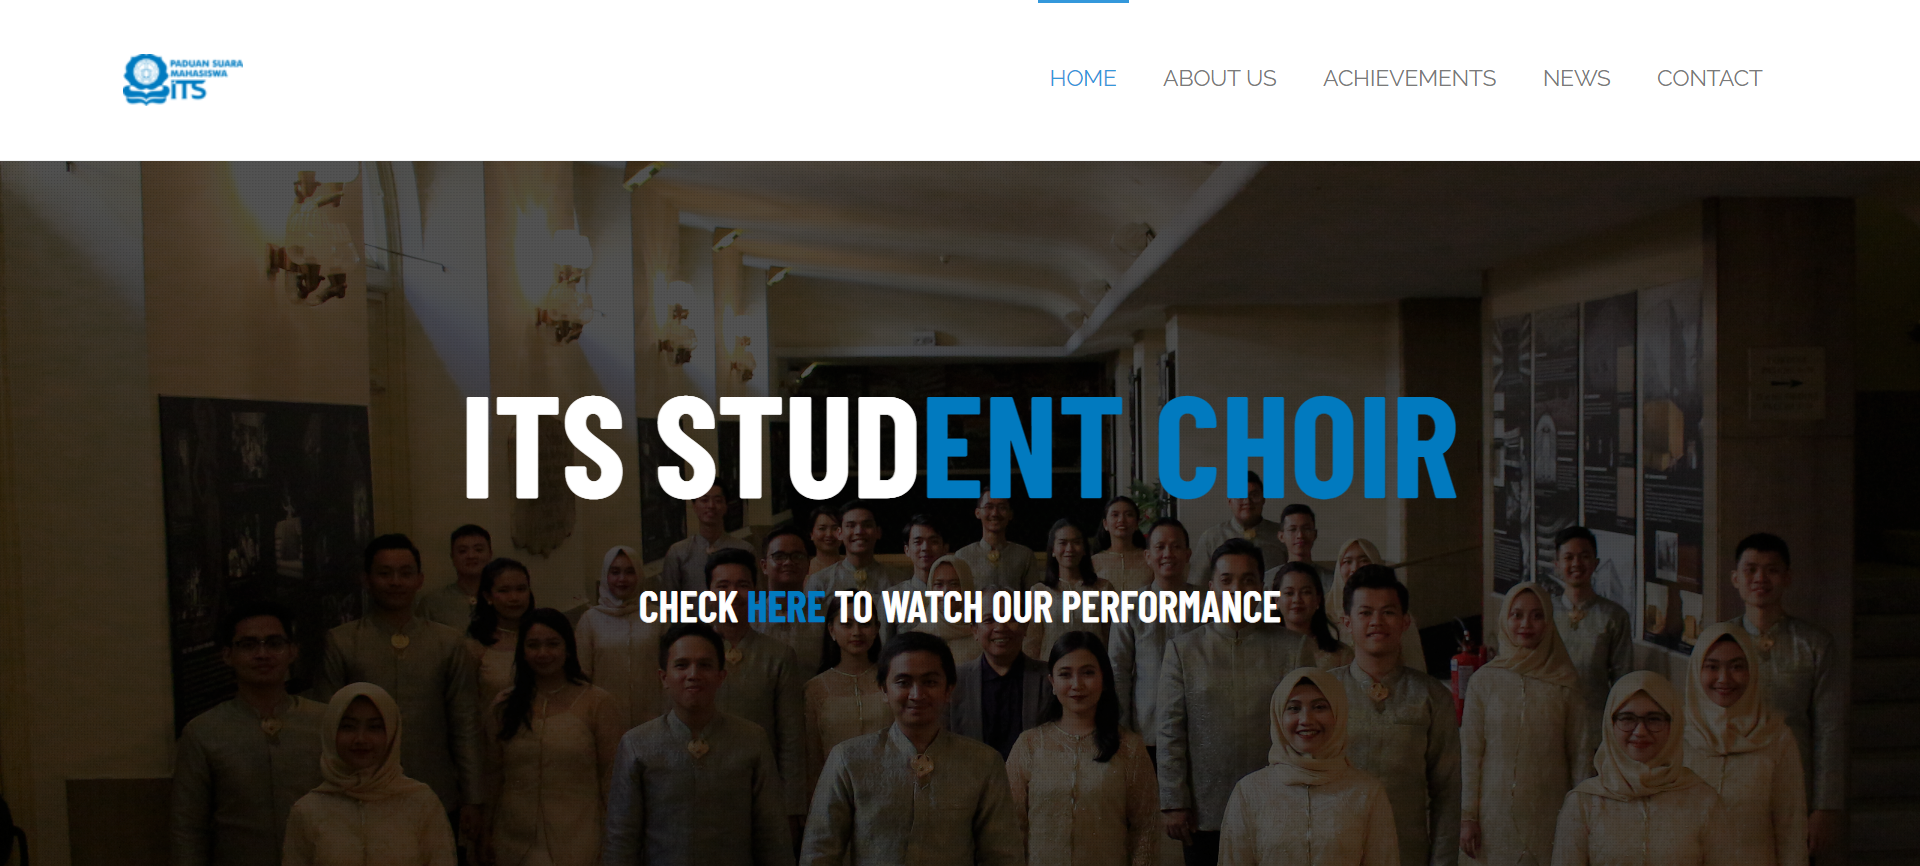 PADUAN SUARA
MAHASISWA
iTS
HOME
ABOUT US
ACHIEVEMENTS
NEWS
CONTACT
ITS STUDENT CHOIR
CHECK HERE TO WATCH OUR PERFORMANCE